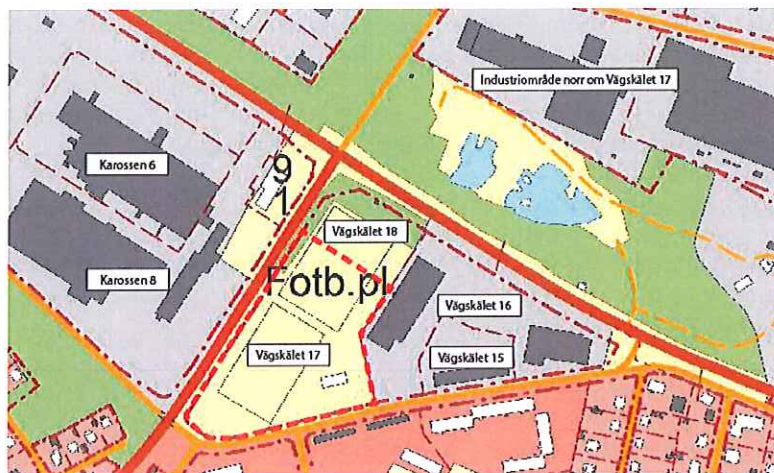 Industriområde norr om Vägskälet 17
Karossen 6
9
1
Vägskälet 18
Karossen 8
Fotb.pl
Vägskälet 16
Vägskälet 17
Vägskälet 15